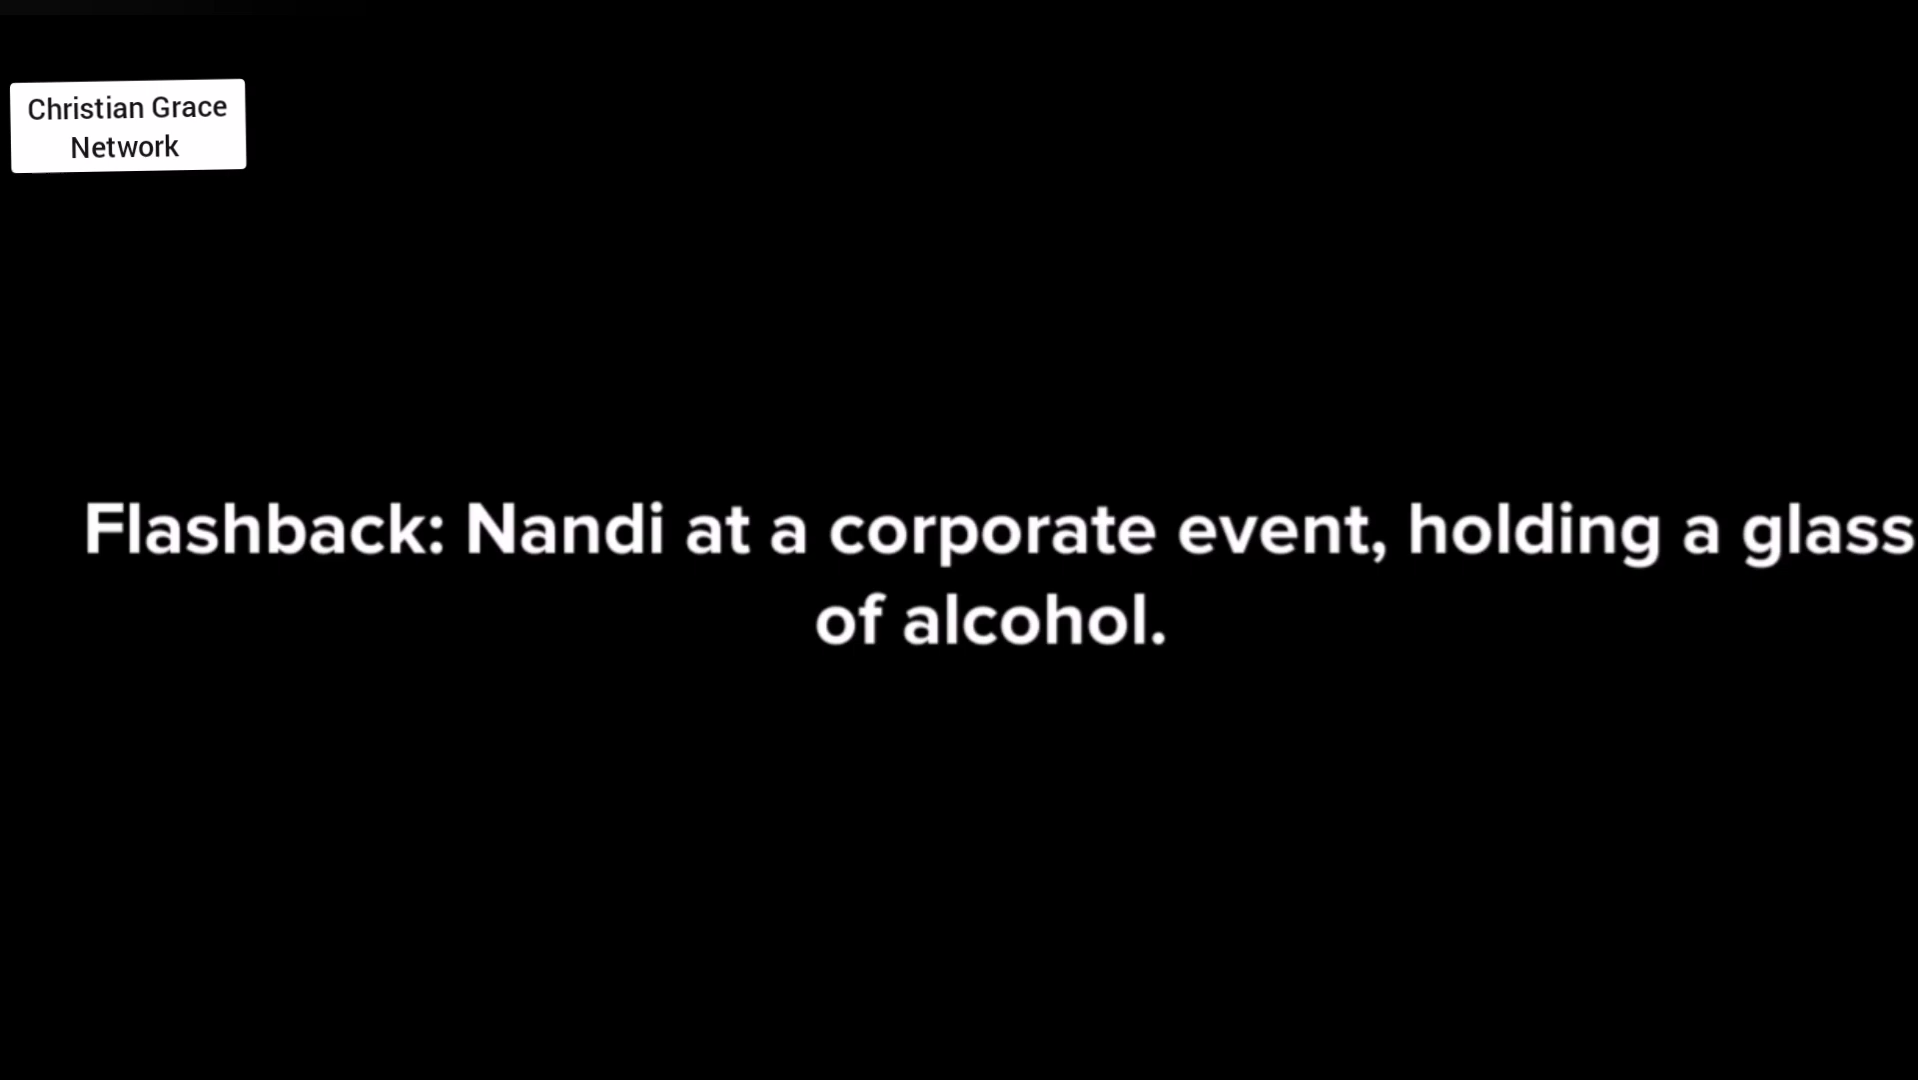 Christian Grace
Network
Flashback: Nandi at a corporate event, holding a glass
of alcohol.